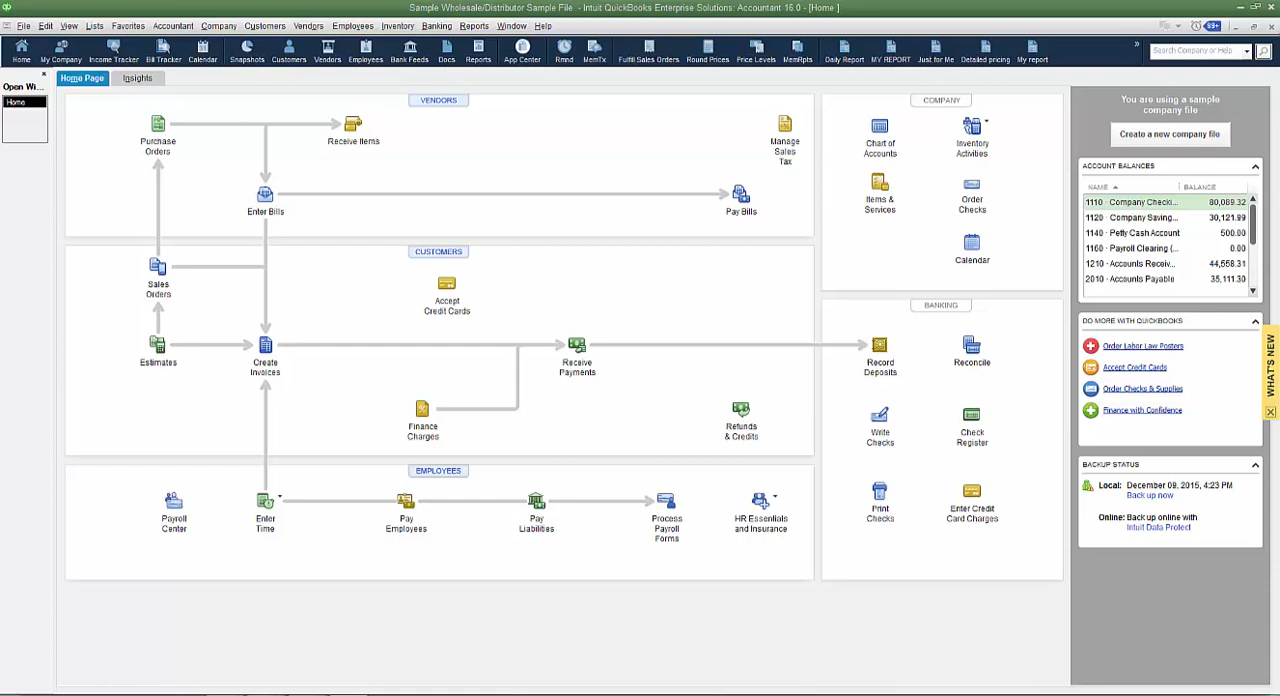 Sample Wholesale/Distributor Sample File - Intuit QuickBooks Enterprise Solutions: Accountant 16.0 - [Home ]
File Edit View Lists Favorites Accountant Company Customers Vendors Employees Inventory Banking Reports Window Help
99+
Home My Company Income Tracker Bill Tracker Calendar Snapshots Customers Vendors Employees Bank Feeds Docs Reports App Center Rmnd MemTx Fulfill Sales Orders Round Prices Price Levels MemRpts Daily Report MY REPORT Just for Me Detailed pricing My report
» Search Company or Help
Open Wi...
Home
Home Page Insights
VENDORS
Purchase
Orders
Receive Items
Manage
Sales
Tax
Enter Bills
Pay Bills
CUSTOMERS
Sales
Orders
Accept
Credit Cards
Estimates
Create
Invoices
Receive
Payments
Finance
Charges
Refunds
& Credits
EMPLOYEES
Payroll
Center
Enter
Time
Pay
Employees
Pay
Liabilities
Process
Payroll
Forms
HR Essentials
and Insurance
COMPANY
Chart of
Accounts
Inventory
Activities
Items &
Services
Order
Checks
Calendar
BANKING
Record
Deposits
Reconcile
Write
Checks
Check
Register
Print
Checks
Enter Credit
Card Charges
You are using a sample
company file
Create a new company file
ACCOUNT BALANCES
NAME BALANCE
1110 · Company Checki... 80,089.32
1120 · Company Saving... 30,121.99
1140 · Petty Cash Account 500.00
1160 · Payroll Clearing (... 0.00
1210 · Accounts Receiv... 44,558.31
2010 · Accounts Payable 35,111.30
DO MORE WITH QUICKBOOKS
Order Labor Law Posters
Accept Credit Cards
Order Checks & Supplies
Finance with Confidence
WHAT'S NEW
BACKUP STATUS
Local: December 09, 2015, 4:23 PM
Back up now
Online: Back up online with
Intuit Data Protect